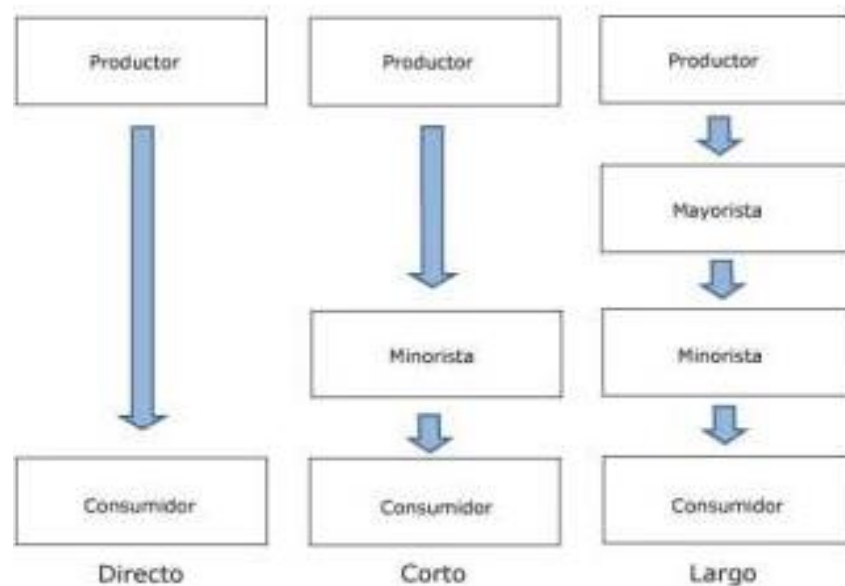 Productor
Productor
Productor
Mayorista
Minorista
Minorista
Consumidor
Consumidor
Consumidor
Directo
Corto
Largo